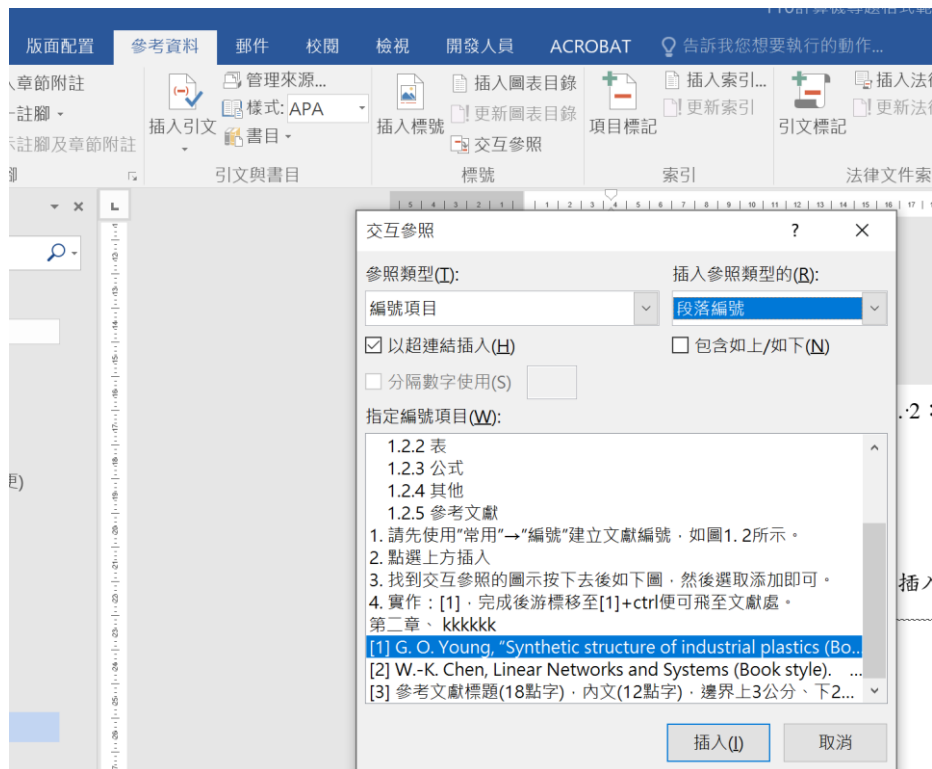 版面配置 參考資料 郵件 校閱 檢視 開發人員 ACROBAT 告訴我您想要執行的動作...
章節附註
註腳
註腳及章節附註
插入引文
管理來源...
樣式: APA
書目
引文與書目
插入標號
插入圖表目錄
更新圖表目錄
交互參照
標號
項目標記
插入索引...
更新索引
索引
引文標記
插入法
更新法
法律文件索
交互參照 ?
參照類型(T):
編號項目
插入參照類型的(R):
段落編號
以超連結插入(H)
包含如上/如下(N)
分隔數字使用(S)
指定編號項目(W):
1.2.2 表
1.2.3 公式
1.2.4 其他
1.2.5 參考文獻
1. 請先使用"常用"→"編號"建立文獻編號,如圖1. 2所示。
2. 點選上方插入
3. 找到交互參照的圖示按下去後如下圖,然後選取添加即可。
4. 實作:[1],完成後游標移至[1]+ctrl便可飛至文獻處。
第二章、 kkkkkk
[1] G. O. Young, “Synthetic structure of industrial plastics (Bo...
[2] W.-K. Chen, Linear Networks and Systems (Book style). ...
[3] 參考文獻標題(18點字),內文(12點字),邊界上3公分、下2...
插入(I)
取消
插